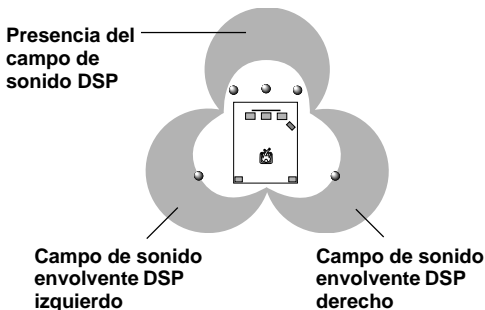 Presencia del
campo de
sonido DSP
Campo de sonido
envolvente DSP
izquierdo
Campo de sonido
envolvente DSP
derecho